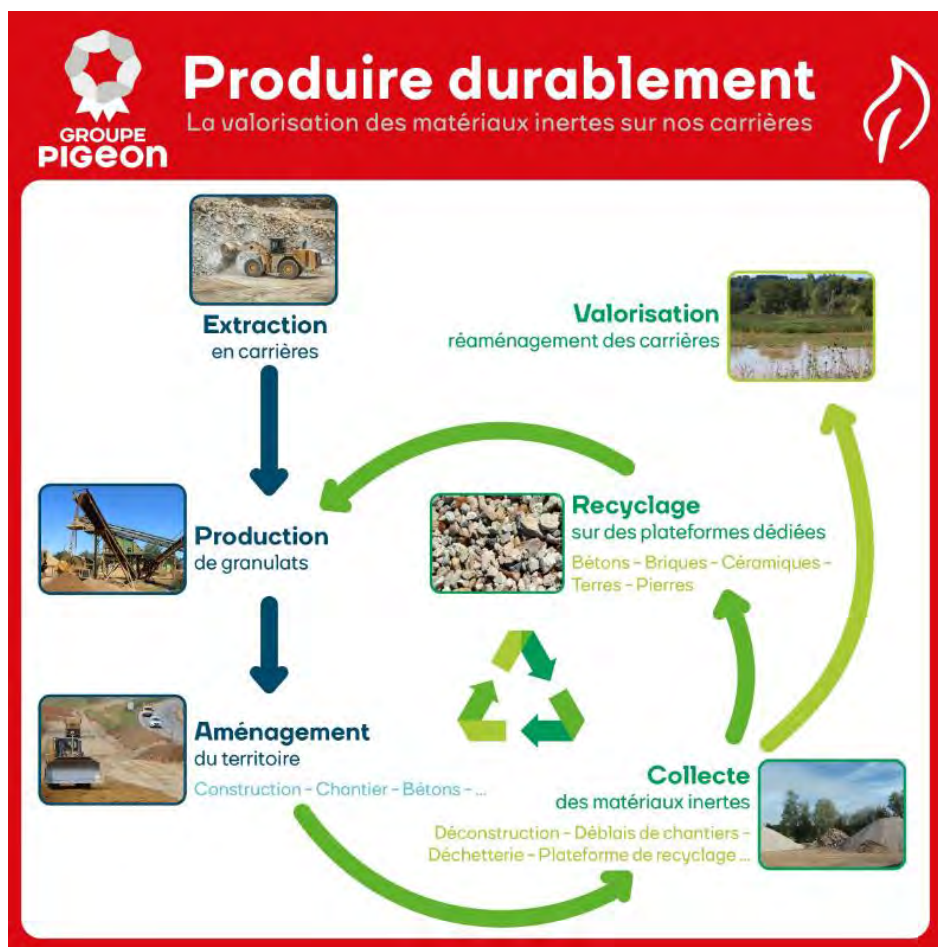 GROUPE
PIGEON
Produire durablement
La valorisation des matériaux inertes sur nos carrières
Extraction
en carrières
Valorisation
réaménagement des carrières
Production
de granulats
Recyclage
sur des plateformes dédiées
Bétons - Briques - Céramiques -
Terres - Pierres
Aménagement
du territoire
Construction - Chantier - Bétons - ...
Collecte
des matériaux inertes
Déconstruction - Déblais de chantiers -
Déchetterie - Plateforme de recyclage ...